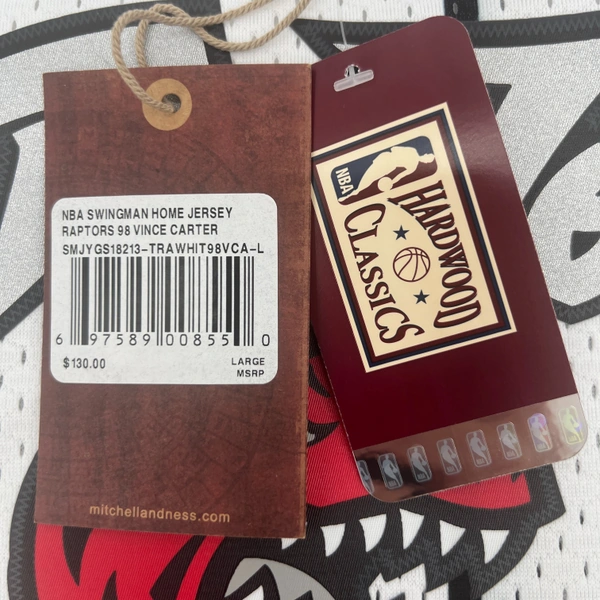 NBA SWINGMAN HOME JERSEY
RAPTORS 98 VINCE CARTER
SMJYGS18213-TRAWHIT98VCA-L
6 97589 00855 0
$130.00
LARGE
MSRP
mitchellandness.com
NBA
HARDWOOD
CLASSICS